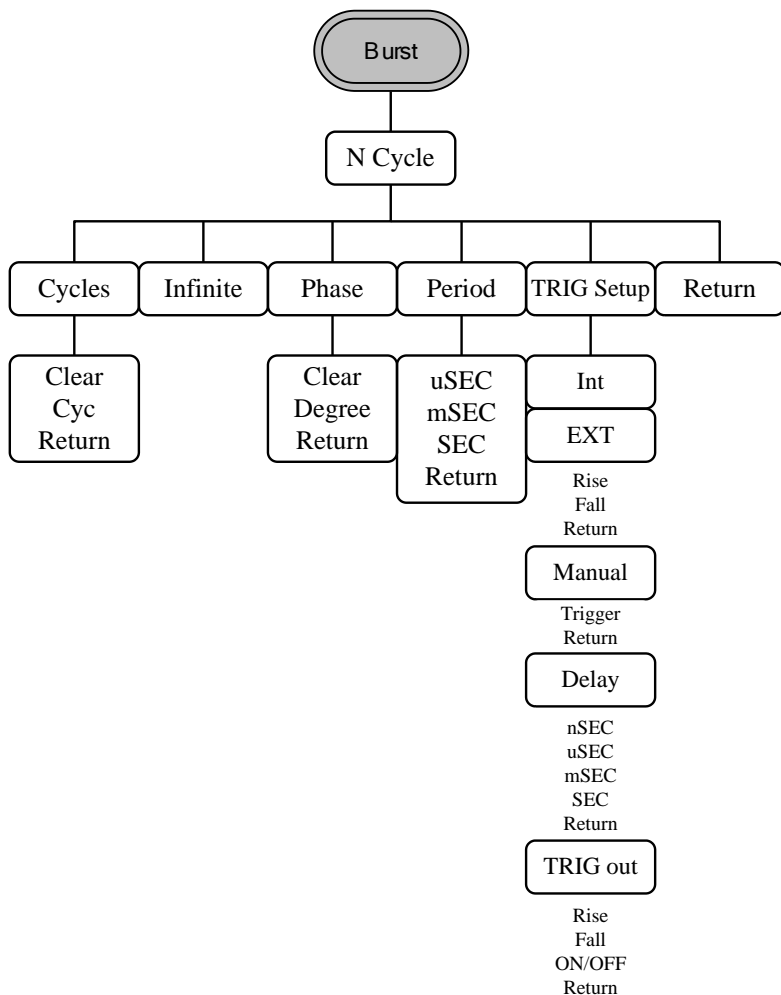 Burst
N Cycle
Cycles
Infinite
Phase
Period
TRIG Setup
Return
Clear
Cyc
Return
Clear
Degree
Return
uSEC
mSEC
SEC
Return
Int
EXT
Rise
Fall
Return
Manual
Trigger
Return
Delay
nSEC
uSEC
mSEC
SEC
Return
TRIG out
Rise
Fall
ON/OFF
Return